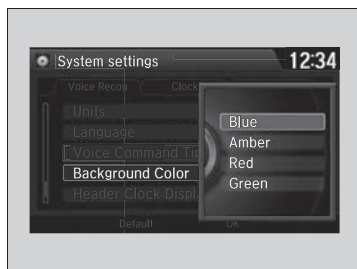 System settings
12:34
Voice Recog
Clock
Units
Language
Voice Command Ti
Background Color
Header Clock Displ
Blue
Amber
Red
Green
Default
OK